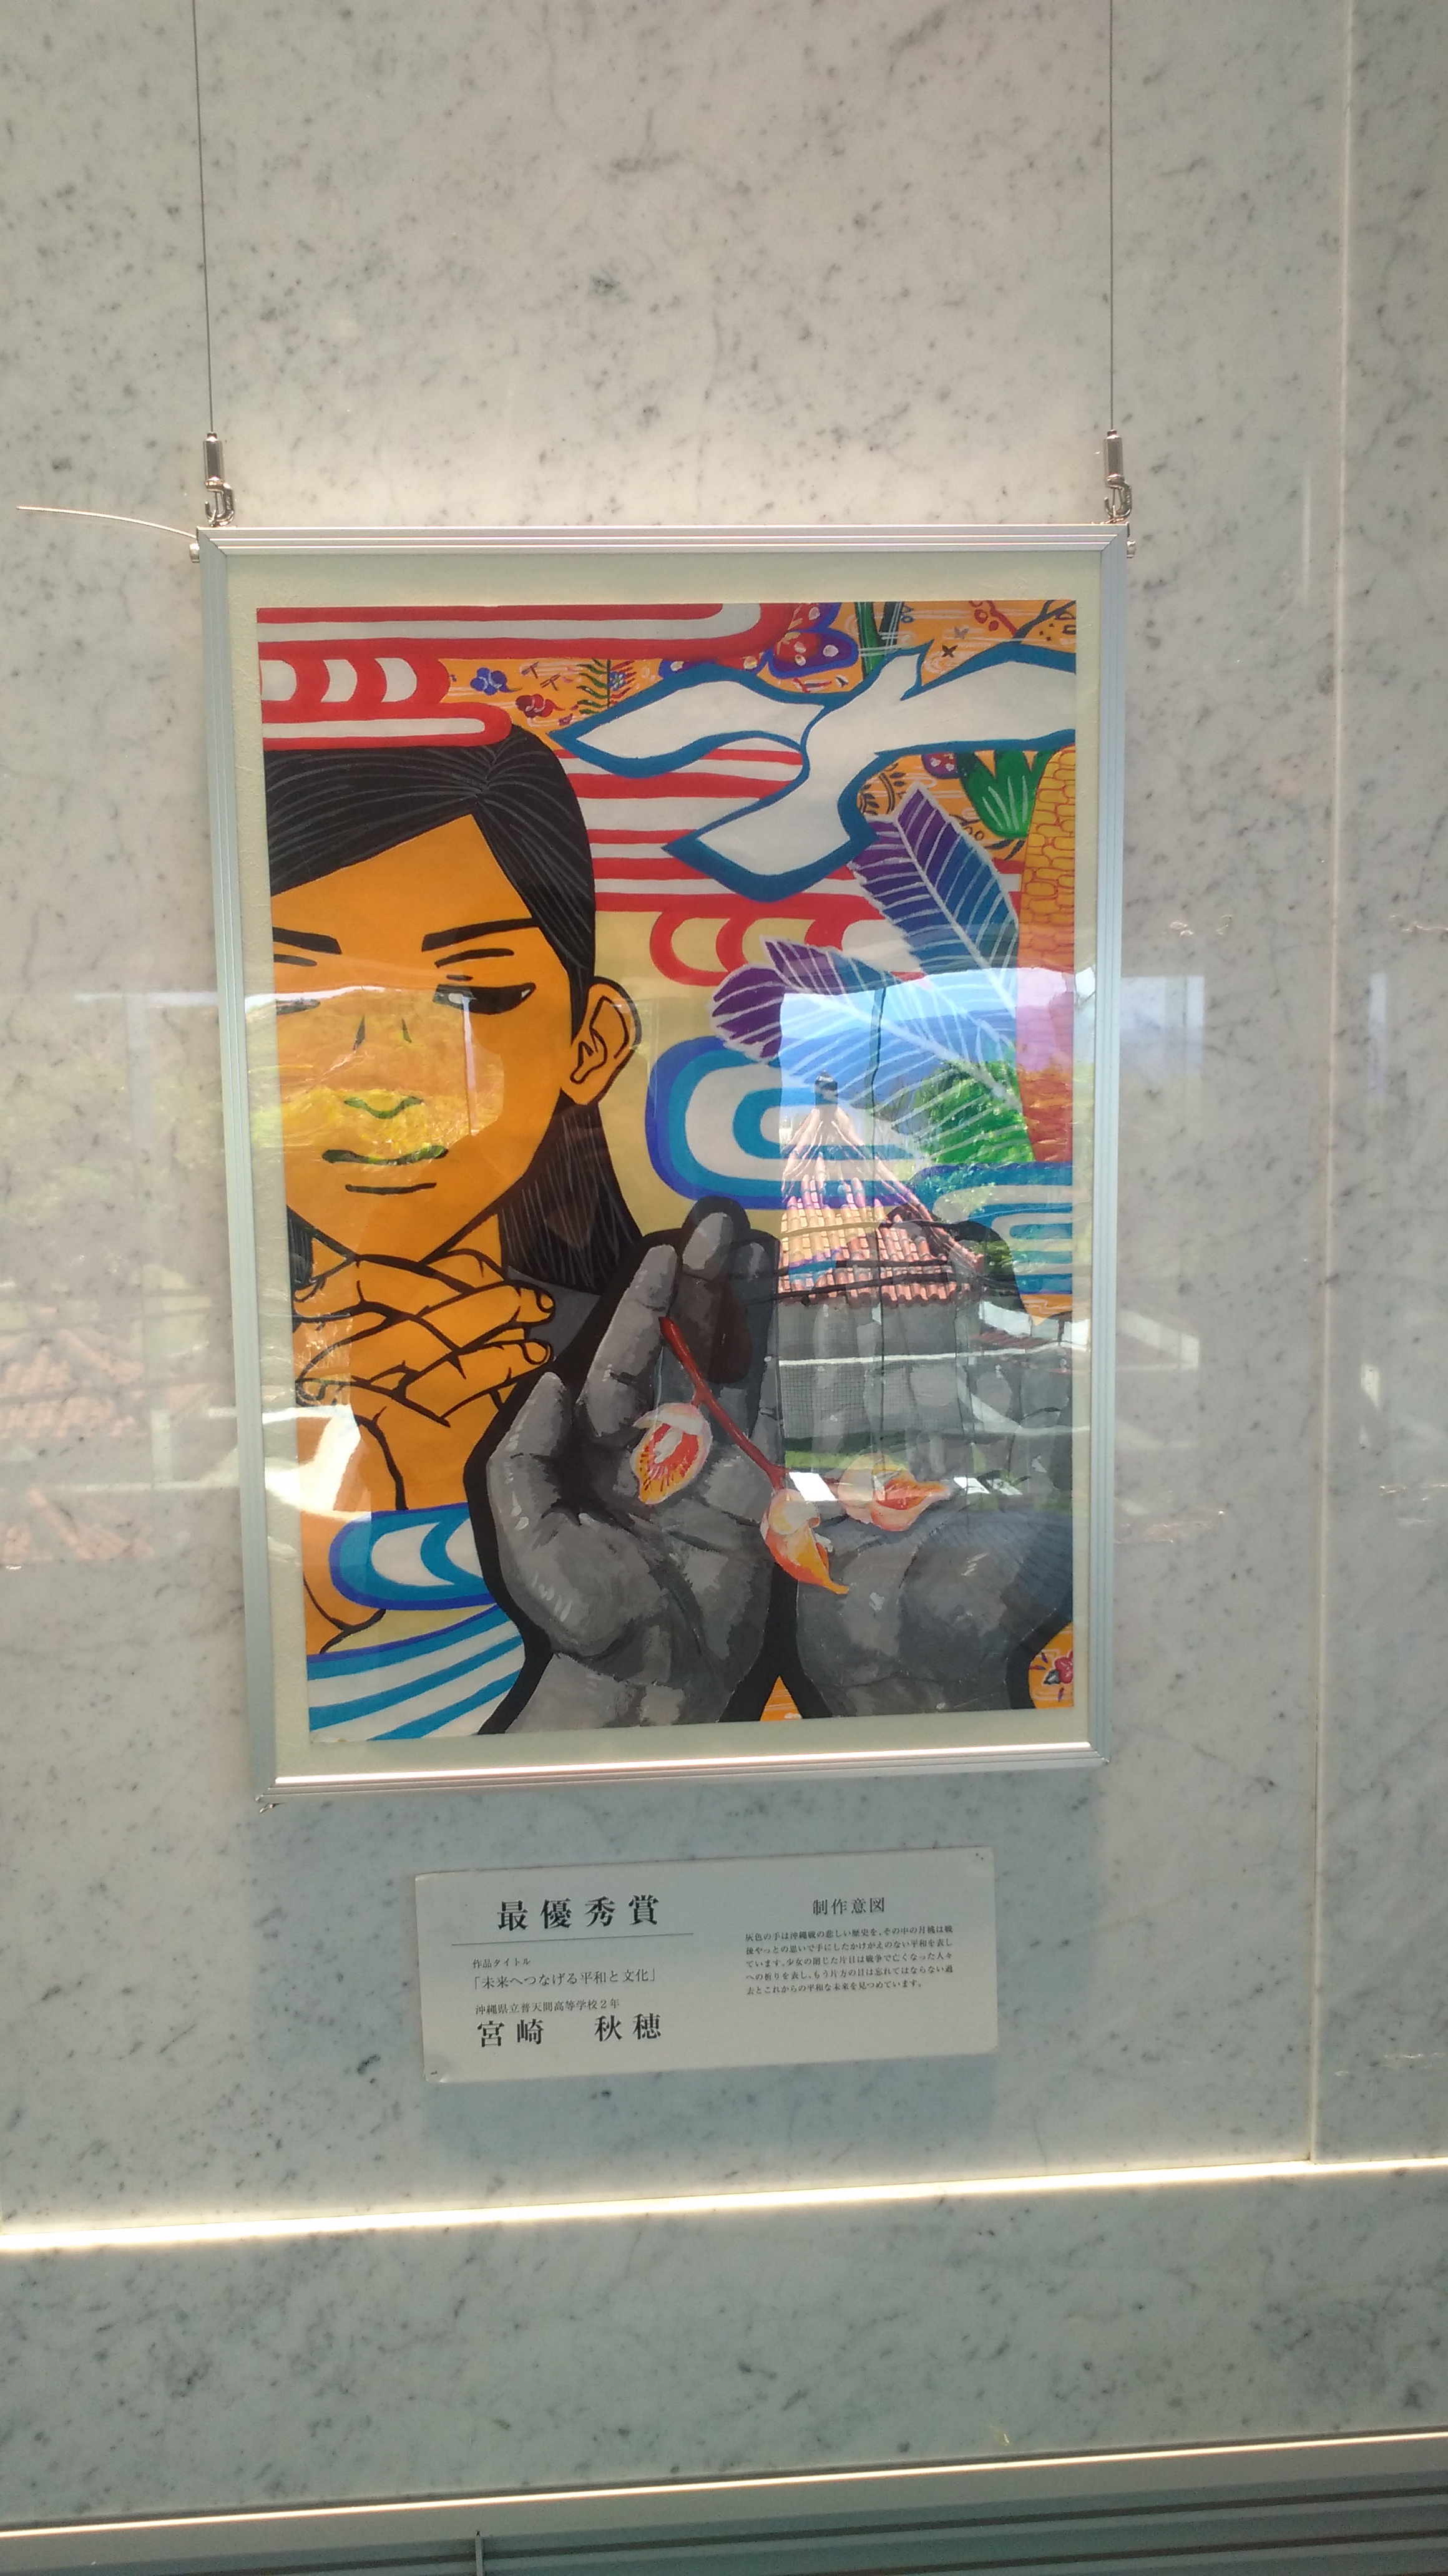 最優秀賞
作品タイトル
「未来へつなげる平和と文化」
沖縄県立普天間高等学校２年
宮崎　秋穂
制作意図
灰色の手は沖縄戦の悲しい歴史を、その中の月桃は戦
後やっとの思いで手にしたかけがえのない平和を表し
ています。少女の閉じた片目は戦争で亡くなった人々
への祈りを表し、もう片方の目は忘れてはならない過
去とこれからの平和な未来を見つめています。